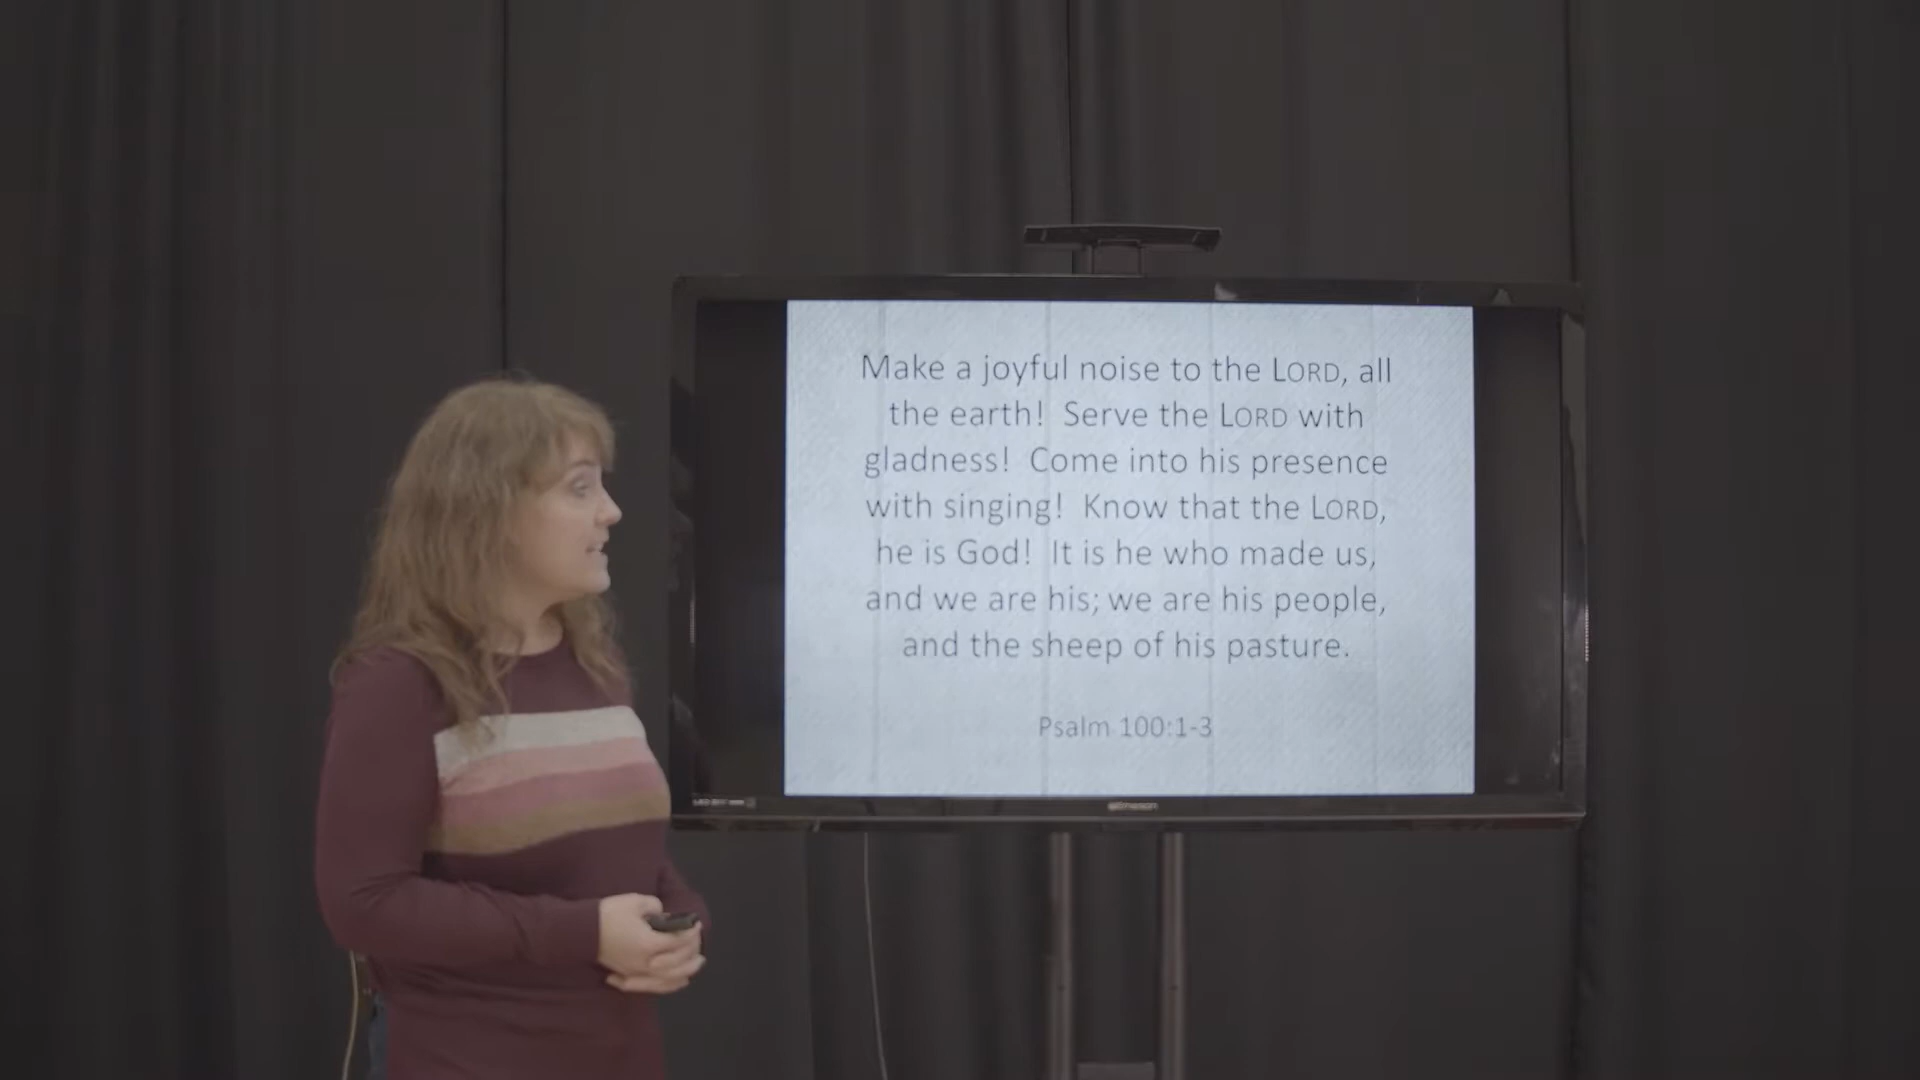 Make a joyful noise to the LORD, all
the earth!  Serve the LORD with
gladness!  Come into his presence
with singing!  Know that the LORD,
he is God!  It is he who made us,
and we are his; we are his people,
and the sheep of his pasture.
Psalm 100:1-3
Emerson